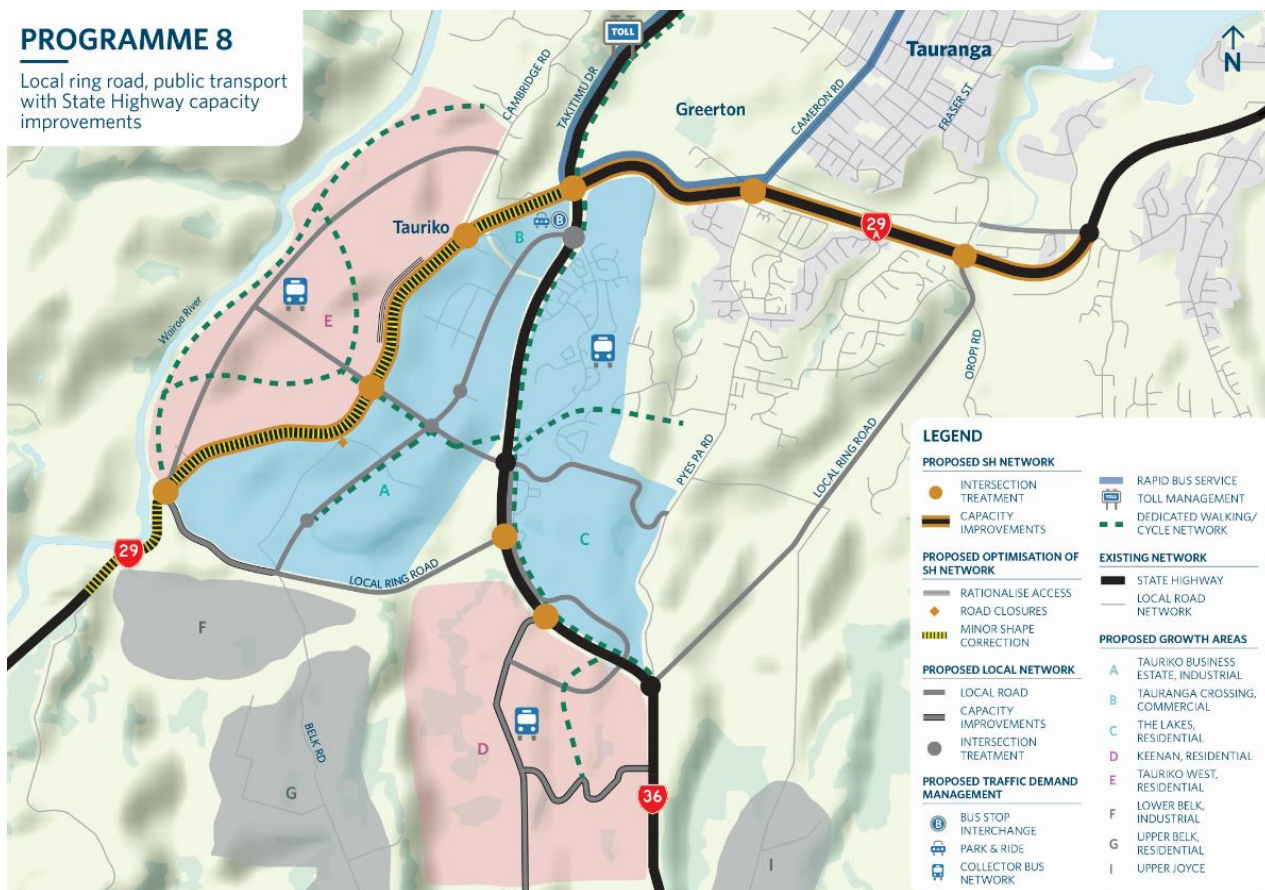 PROGRAMME 8
Local ring road, public transport
with State Highway capacity
improvements
TOLL
N
Tauranga
Greerton
CAMBRIDGE RD
TAKITIMU DR
CAMERON RD
FRASER ST
29
A
Tauriko
B
B
Wairoa River
E
OROPI RD
PYES PA RD
LOCAL RING ROAD
A
C
29
LOCAL RING ROAD
F
BELK RD
D
G
36
I
LEGEND
PROPOSED SH NETWORK
INTERSECTION
TREATMENT
CAPACITY
IMPROVEMENTS
PROPOSED OPTIMISATION OF
SH NETWORK
RATIONALISE ACCESS
ROAD CLOSURES
MINOR SHAPE
CORRECTION
PROPOSED LOCAL NETWORK
LOCAL ROAD
CAPACITY
IMPROVEMENTS
INTERSECTION
TREATMENT
PROPOSED TRAFFIC DEMAND
MANAGEMENT
B
BUS STOP
INTERCHANGE
PARK & RIDE
COLLECTOR BUS
NETWORK
RAPID BUS SERVICE
TOLL
TOLL MANAGEMENT
DEDICATED WALKING/
CYCLE NETWORK
EXISTING NETWORK
STATE HIGHWAY
LOCAL ROAD
NETWORK
PROPOSED GROWTH AREAS
A TAURIKO BUSINESS
ESTATE, INDUSTRIAL
B TAURANGA CROSSING,
COMMERCIAL
C THE LAKES,
RESIDENTIAL
D KEENAN, RESIDENTIAL
E TAURIKO WEST,
RESIDENTIAL
F LOWER BELK,
INDUSTRIAL
G UPPER BELK,
RESIDENTIAL
I UPPER JOYCE